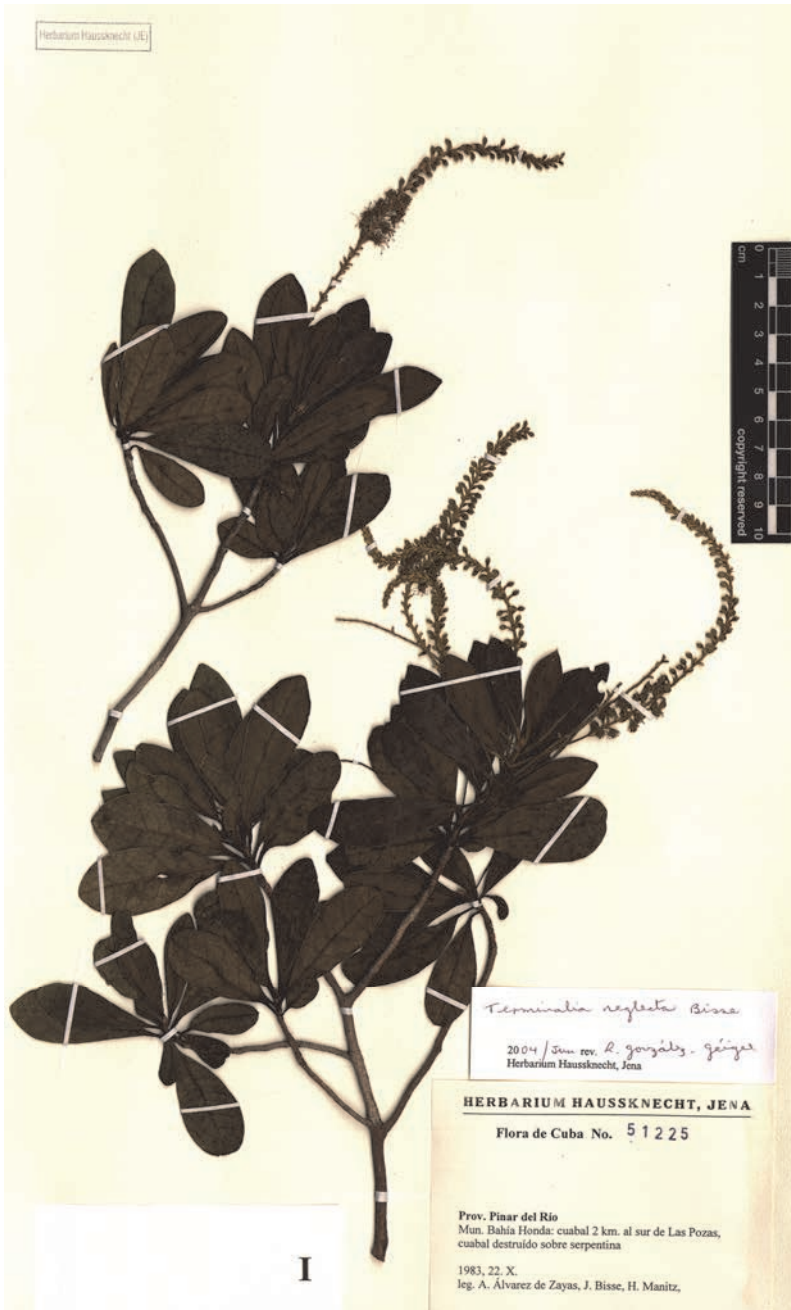 Herbarium Haussknecht (JE)
0
cm
1
2
3
4
5
6
7
8
9
10
copyright reserved
Terminalia neglecta Bisse
2004/Jun rev. R. gonzálz-géigel
Herbarium Haussknecht, Jena
HERBARIUM HAUSSKNECHT, JENA
Flora de Cuba No. 51225
Prov. Pinar del Río
Mun. Bahía Honda: cuabal 2 km. al sur de Las Pozas,
cuabal destruído sobre serpentina
1983, 22. X.
leg. A. Álvarez de Zayas, J. Bisse, H. Manitz,
I